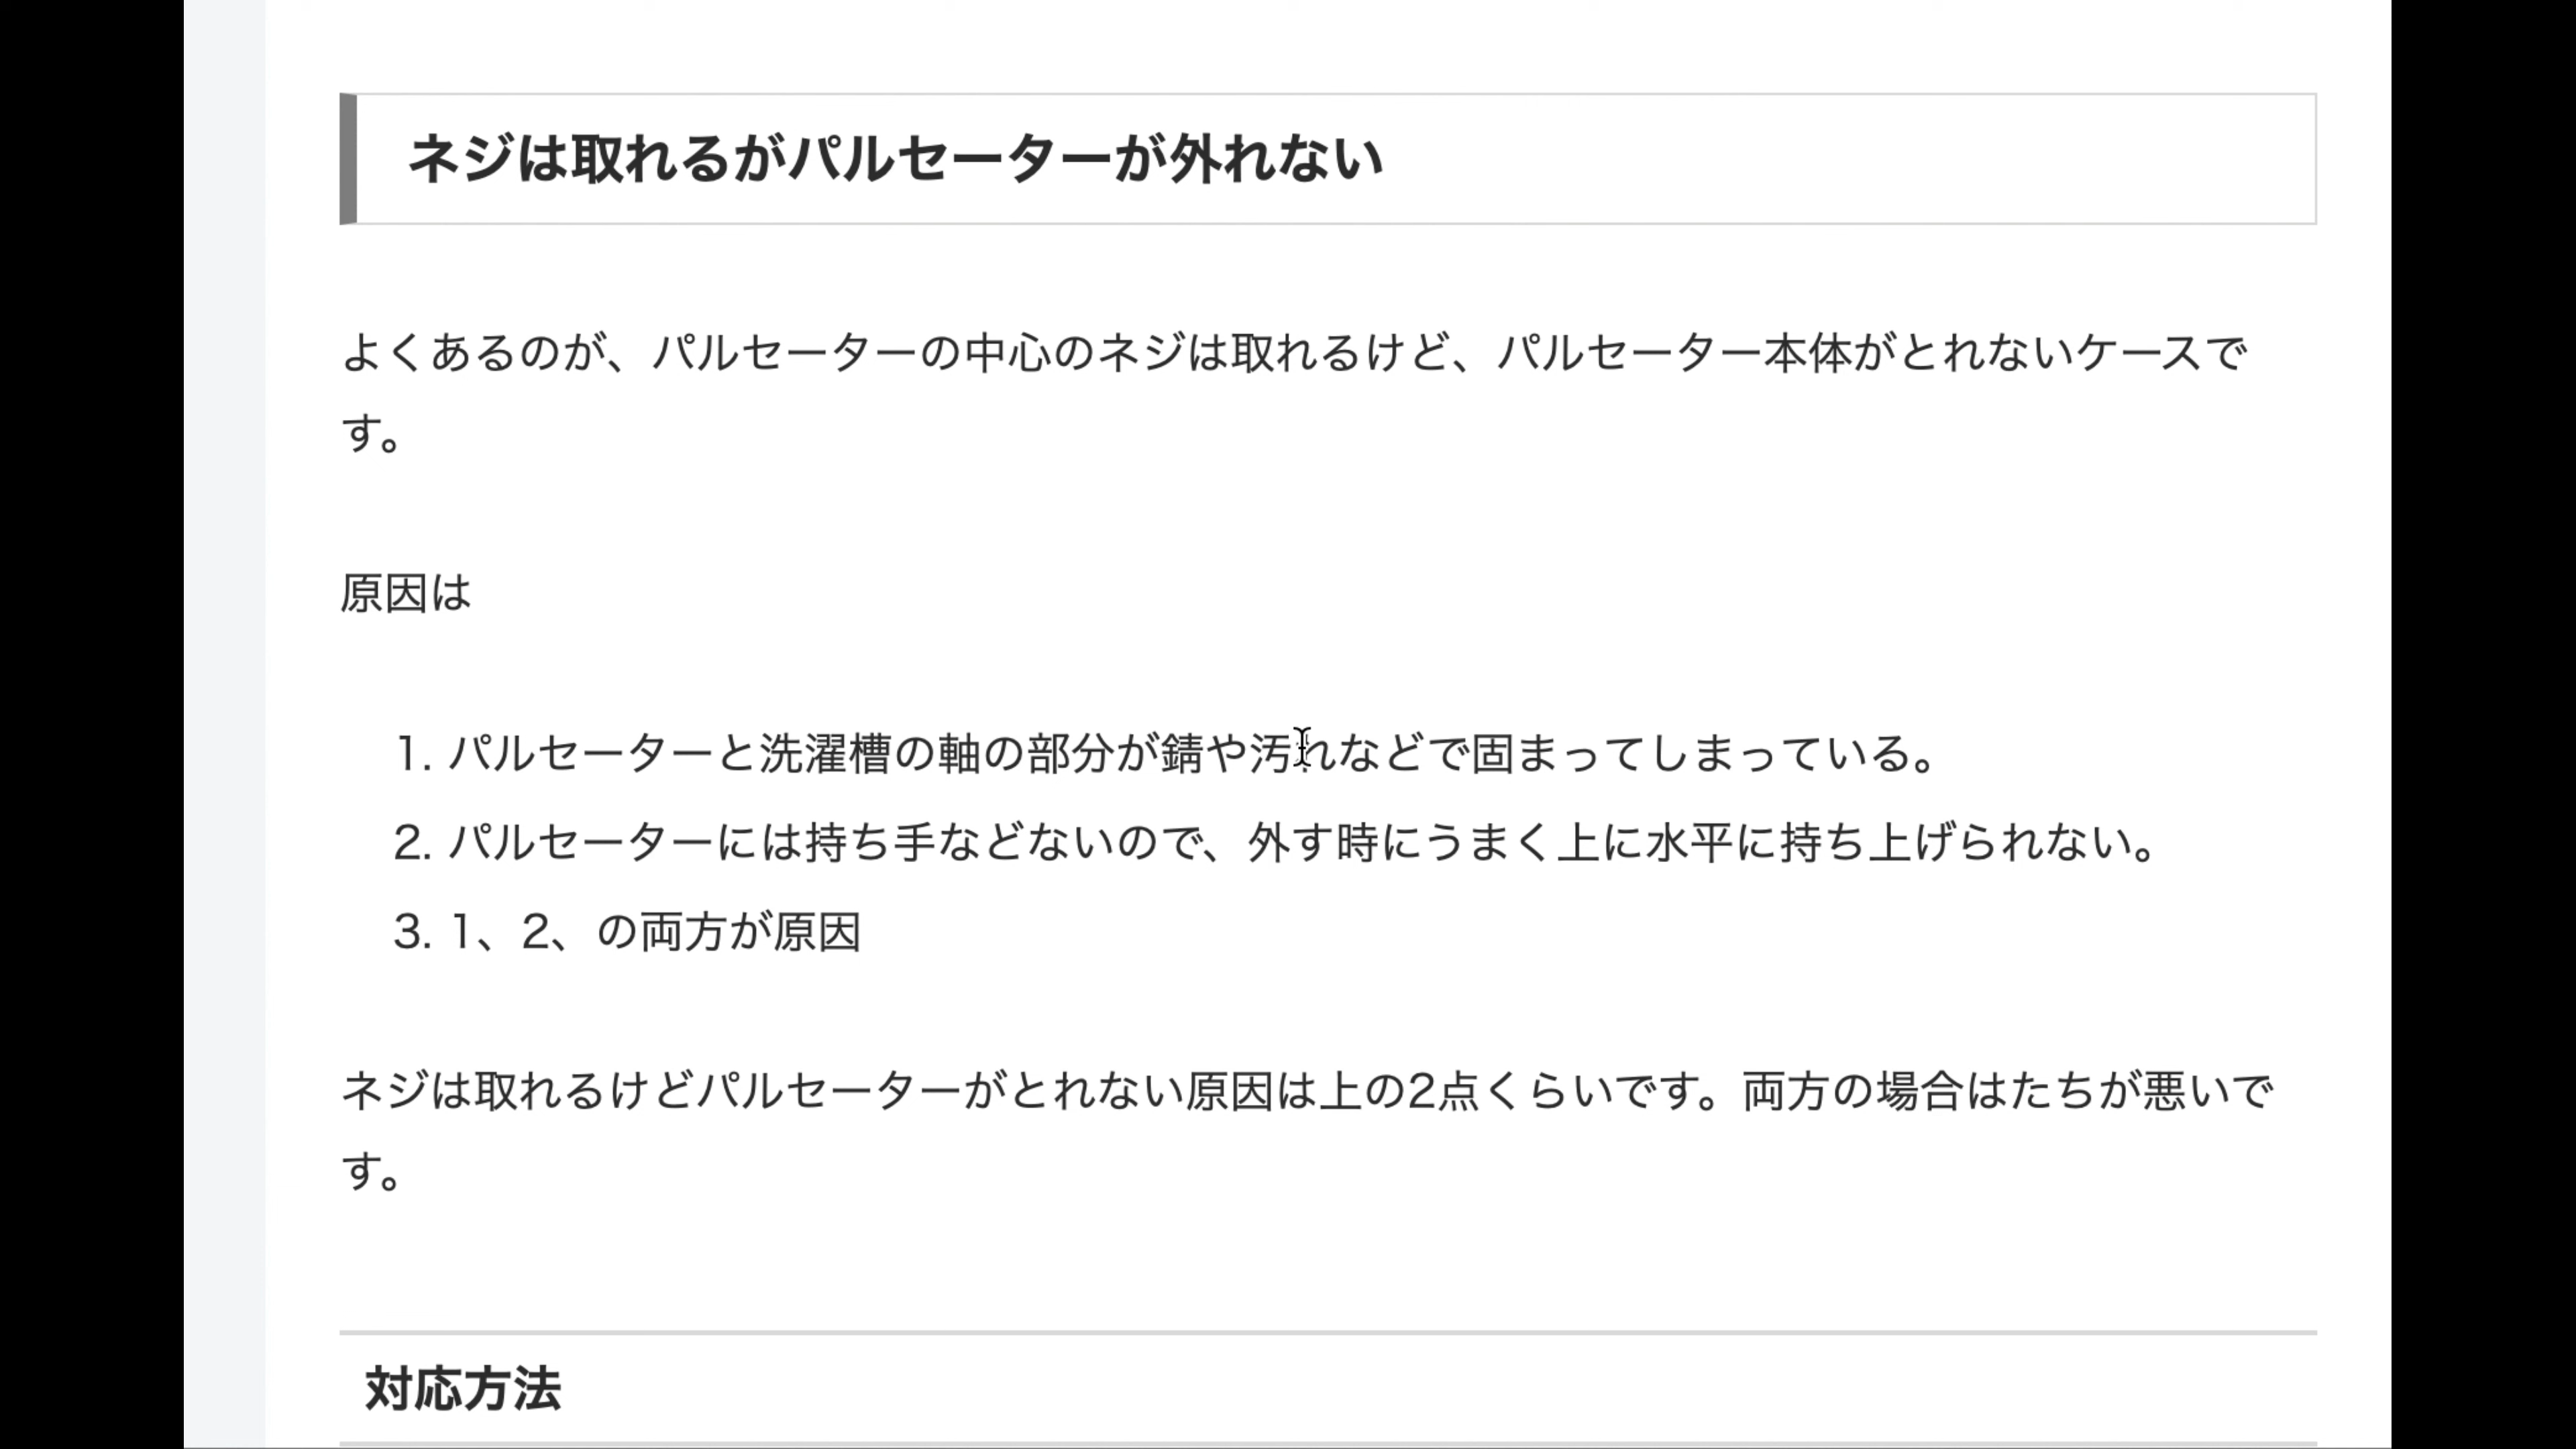 ネジは取れるがパルセーターが外れない
よくあるのが、パルセーターの中心のネジは取れるけど、パルセーター本体がとれないケースで
す。
原因は
1. パルセーターと洗濯槽の軸の部分が錆や汚れなどで固まってしまっている。
2. パルセーターには持ち手などないので、外す時にうまく上に水平に持ち上げられない。
3. 1、2、の両方が原因
ネジは取れるけどパルセーターがとれない原因は上の2点くらいです。両方の場合はたちが悪いで
す。
対応方法